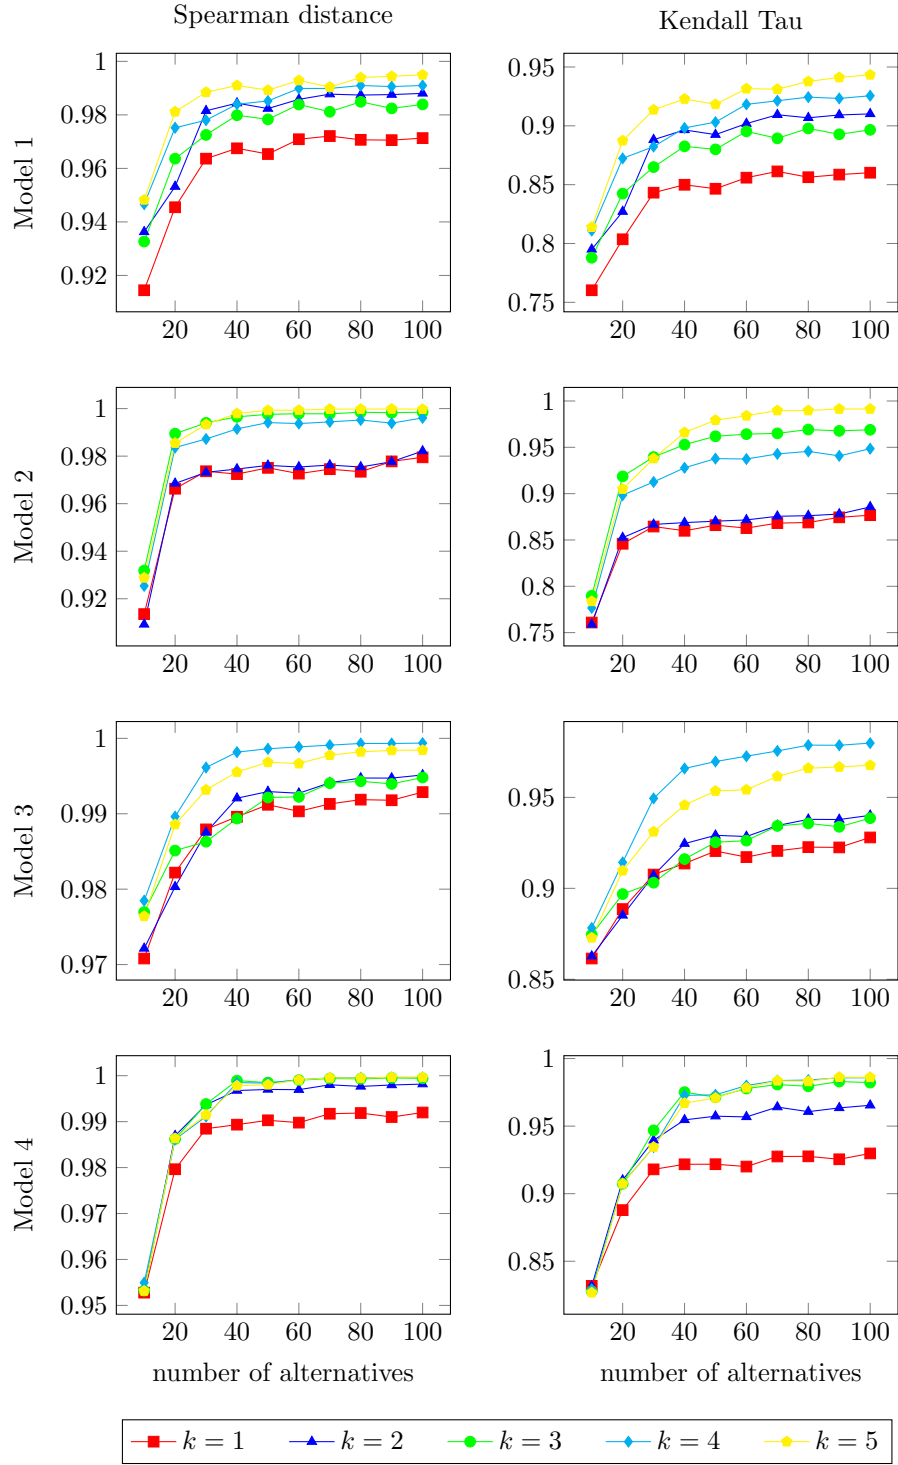 Spearman distance
Kendall Tau
Model 1
1
0.98
0.96
0.94
0.92
20 40 60 80 100
0.95
0.9
0.85
0.8
0.75
20 40 60 80 100
Model 2
1
0.98
0.96
0.94
0.92
20 40 60 80 100
1
0.95
0.9
0.85
0.8
0.75
20 40 60 80 100
Model 3
1
0.99
0.98
0.97
20 40 60 80 100
0.95
0.9
0.85
20 40 60 80 100
Model 4
1
0.99
0.98
0.97
0.96
0.95
20 40 60 80 100
number of alternatives
1
0.95
0.9
0.85
20 40 60 80 100
number of alternatives
k = 1 k = 2 k = 3 k = 4 k = 5